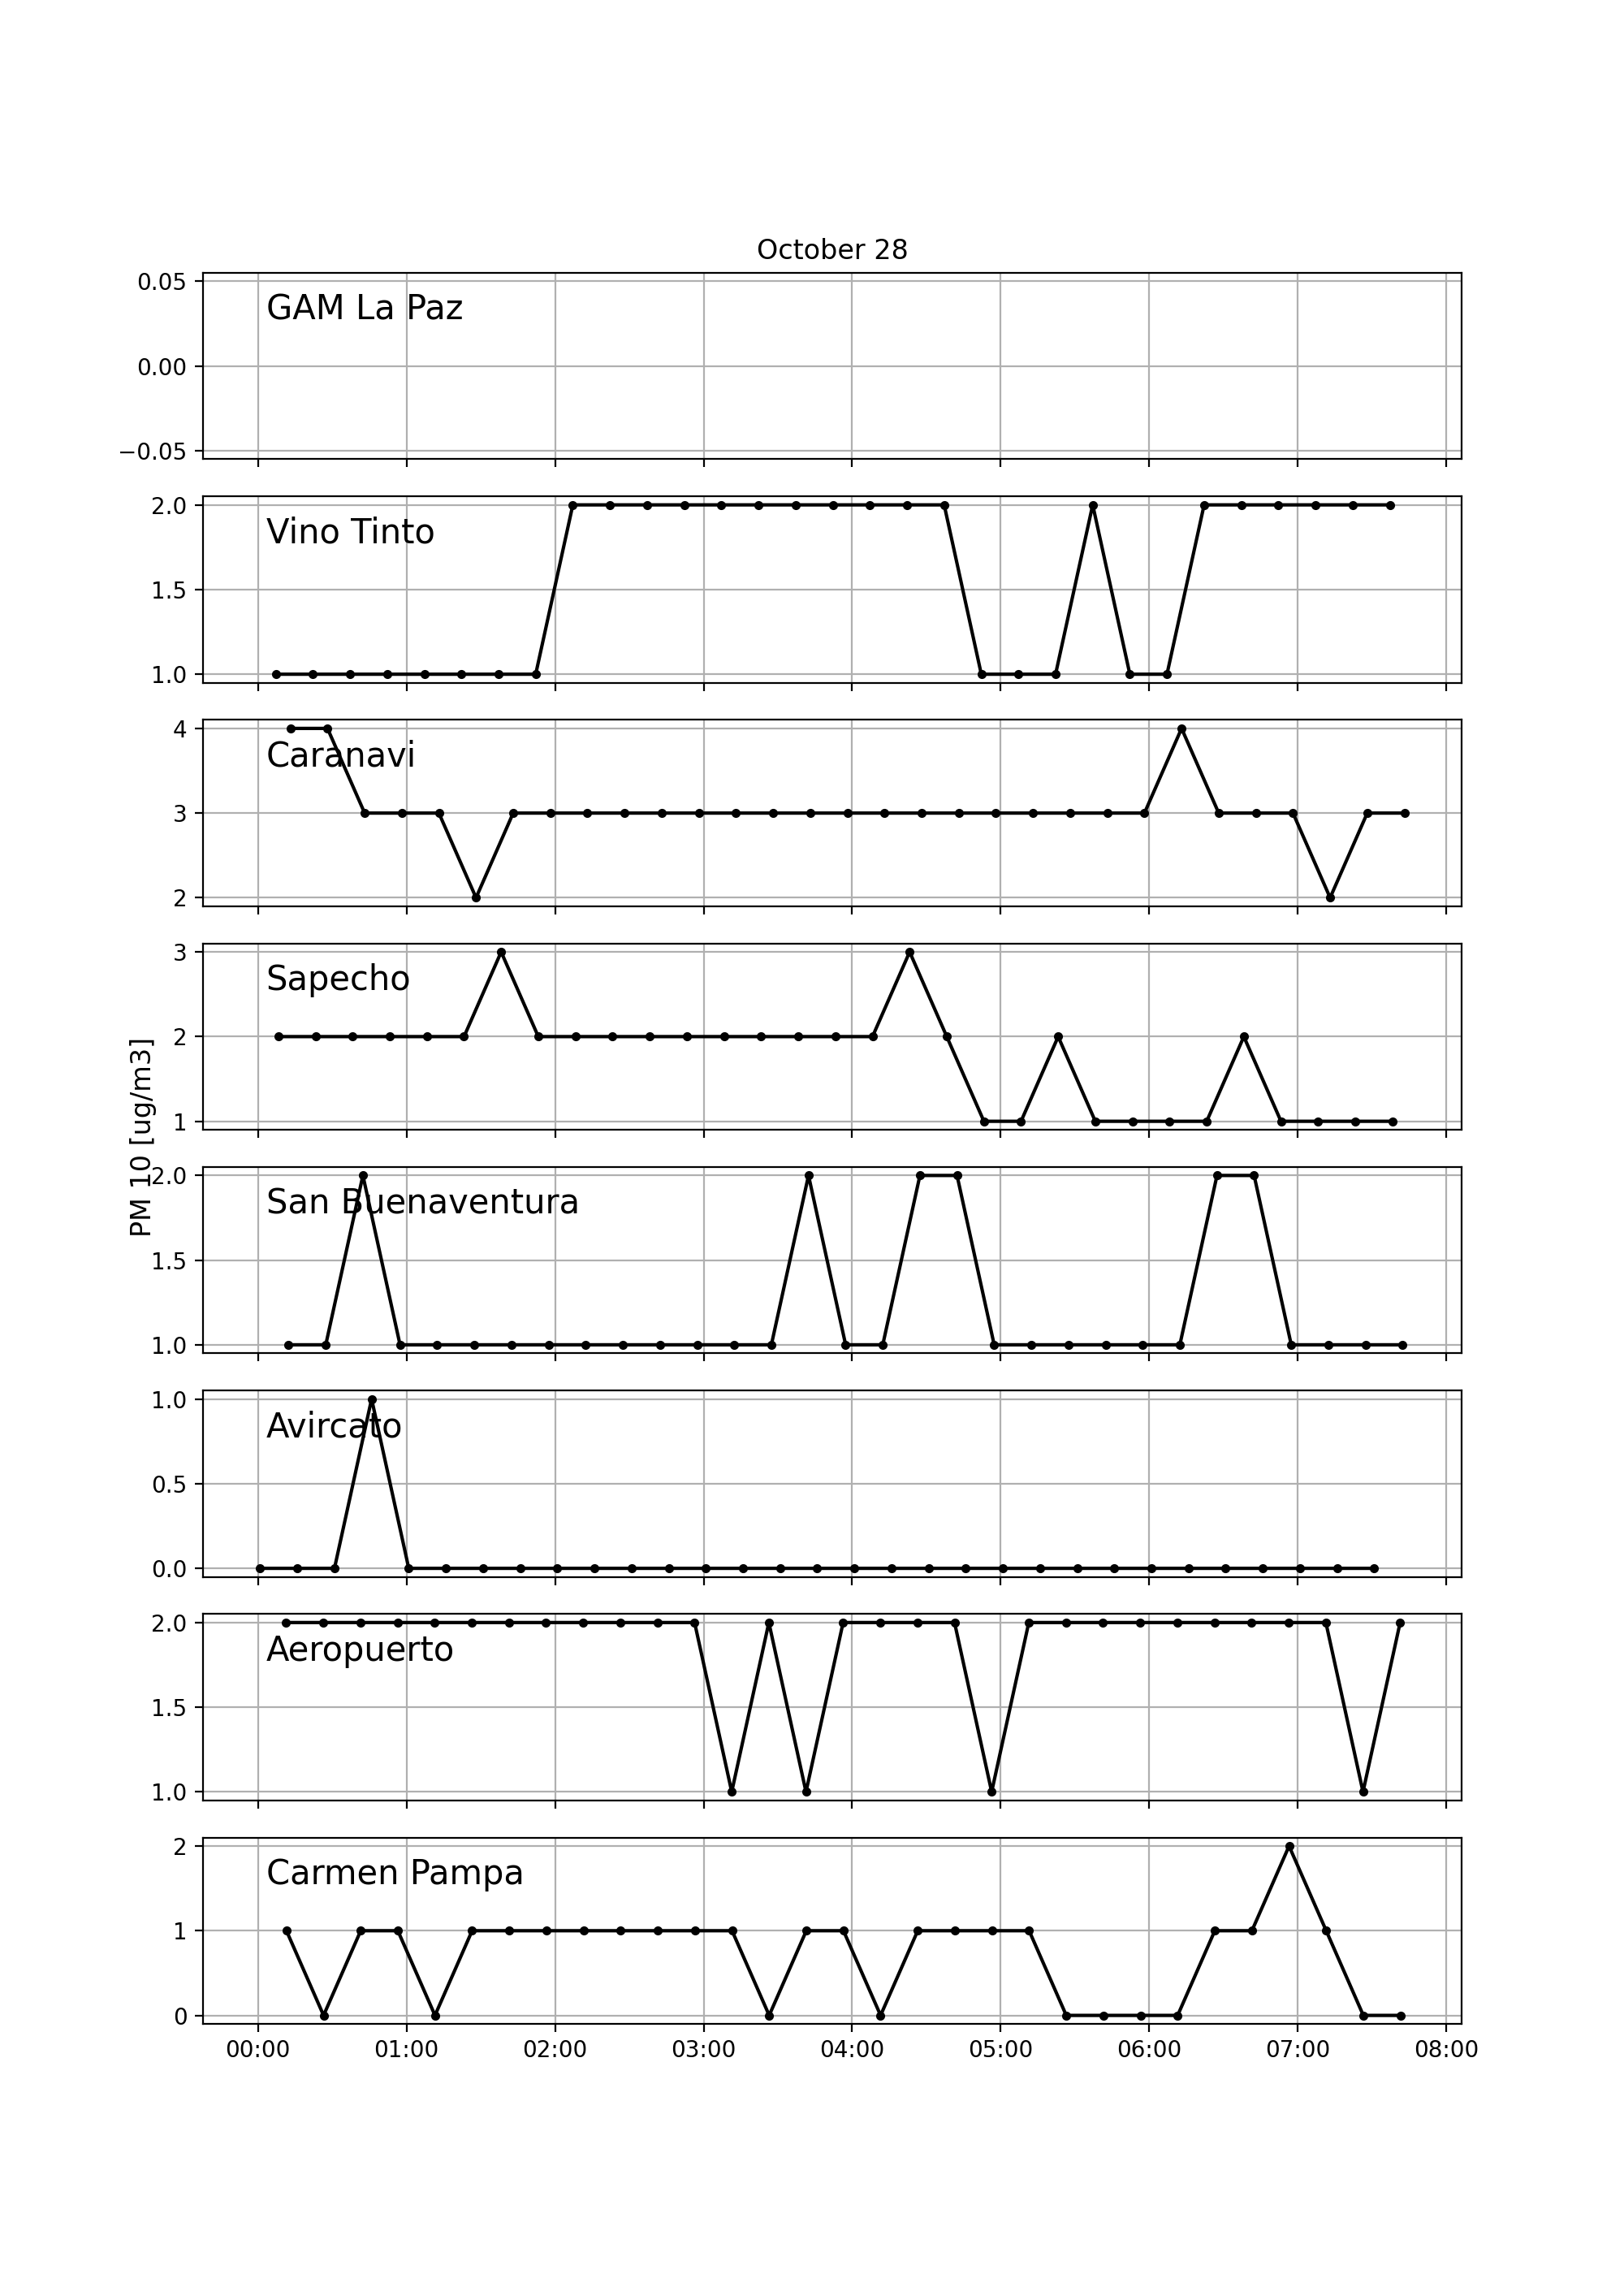 October 28
0.05
GAM La Paz
0.00
−0.05
2.0
Vino Tinto
1.5
1.0
4
Caranavi
3
2
3
Sapecho
2
1
PM 10 [ug/m3]
2.0
San Buenaventura
1.5
1.0
1.0
Avircato
0.5
0.0
2.0
Aeropuerto
1.5
1.0
2
Carmen Pampa
1
0
00:00 01:00 02:00 03:00 04:00 05:00 06:00 07:00 08:00